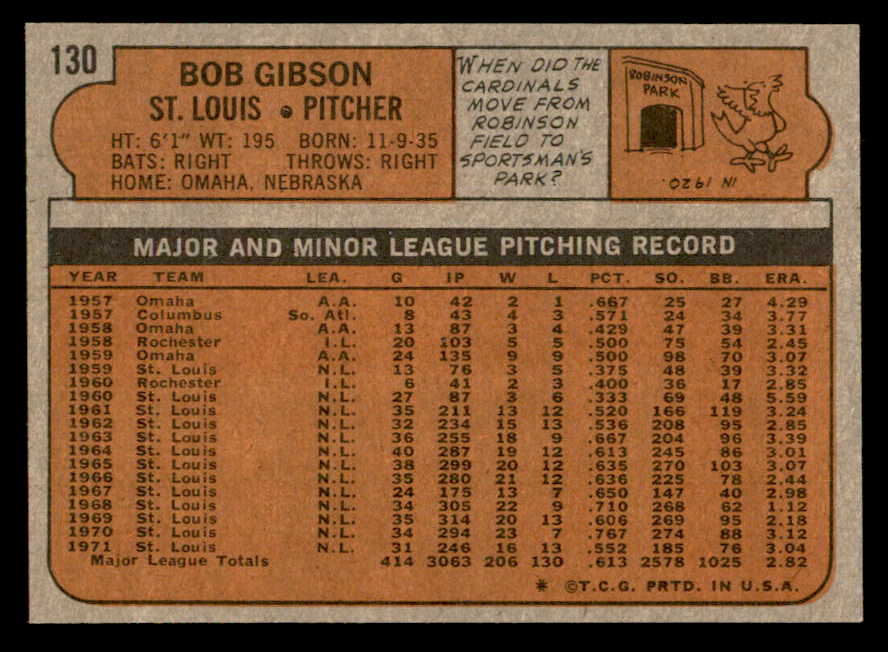 130
BOB GIBSON
ST. LOUIS • PITCHER
HT: 6'1" WT: 195 BORN: 11-9-35
BATS: RIGHT THROWS: RIGHT
HOME: OMAHA, NEBRASKA
WHEN DID THE
CARDINALS
MOVE FROM
ROBINSON
FIELD TO
SPORTSMAN'S
PARK?
ROBINSON
PARK
IN 1920.
MAJOR AND MINOR LEAGUE PITCHING RECORD
YEAR TEAM LEA. G IP W L PCT. SO. BB. ERA.
1957 Omaha A.A. 10 42 2 1 .667 25 27 4.29
1957 Columbus So. Atl. 8 43 4 3 .571 24 34 3.77
1958 Omaha A.A. 13 87 3 4 .429 47 39 3.31
1958 Rochester I.L. 20 103 5 5 .500 75 54 2.45
1959 Omaha A.A. 24 135 9 9 .500 98 70 3.07
1959 St. Louis N.L. 13 76 3 5 .375 48 39 3.32
1960 Rochester I.L. 6 41 2 3 .400 36 17 2.85
1960 St. Louis N.L. 27 87 3 6 .333 69 48 5.59
1961 St. Louis N.L. 35 211 13 12 .520 166 119 3.24
1962 St. Louis N.L. 32 234 15 13 .536 208 95 2.85
1963 St. Louis N.L. 36 255 18 9 .667 204 96 3.39
1964 St. Louis N.L. 40 287 19 12 .613 245 86 3.01
1965 St. Louis N.L. 38 299 20 12 .635 270 103 3.07
1966 St. Louis N.L. 35 280 21 12 .636 225 78 2.44
1967 St. Louis N.L. 24 175 13 7 .650 147 40 2.98
1968 St. Louis N.L. 34 305 22 9 .710 268 62 1.12
1969 St. Louis N.L. 35 314 20 13 .606 269 95 2.18
1970 St. Louis N.L. 34 294 23 7 .767 274 88 3.12
1971 St. Louis N.L. 31 246 16 13 .552 185 76 3.04
Major League Totals 414 3063 206 130 .613 2578 1025 2.82
* ©T.C.G. PRTD. IN U.S.A.